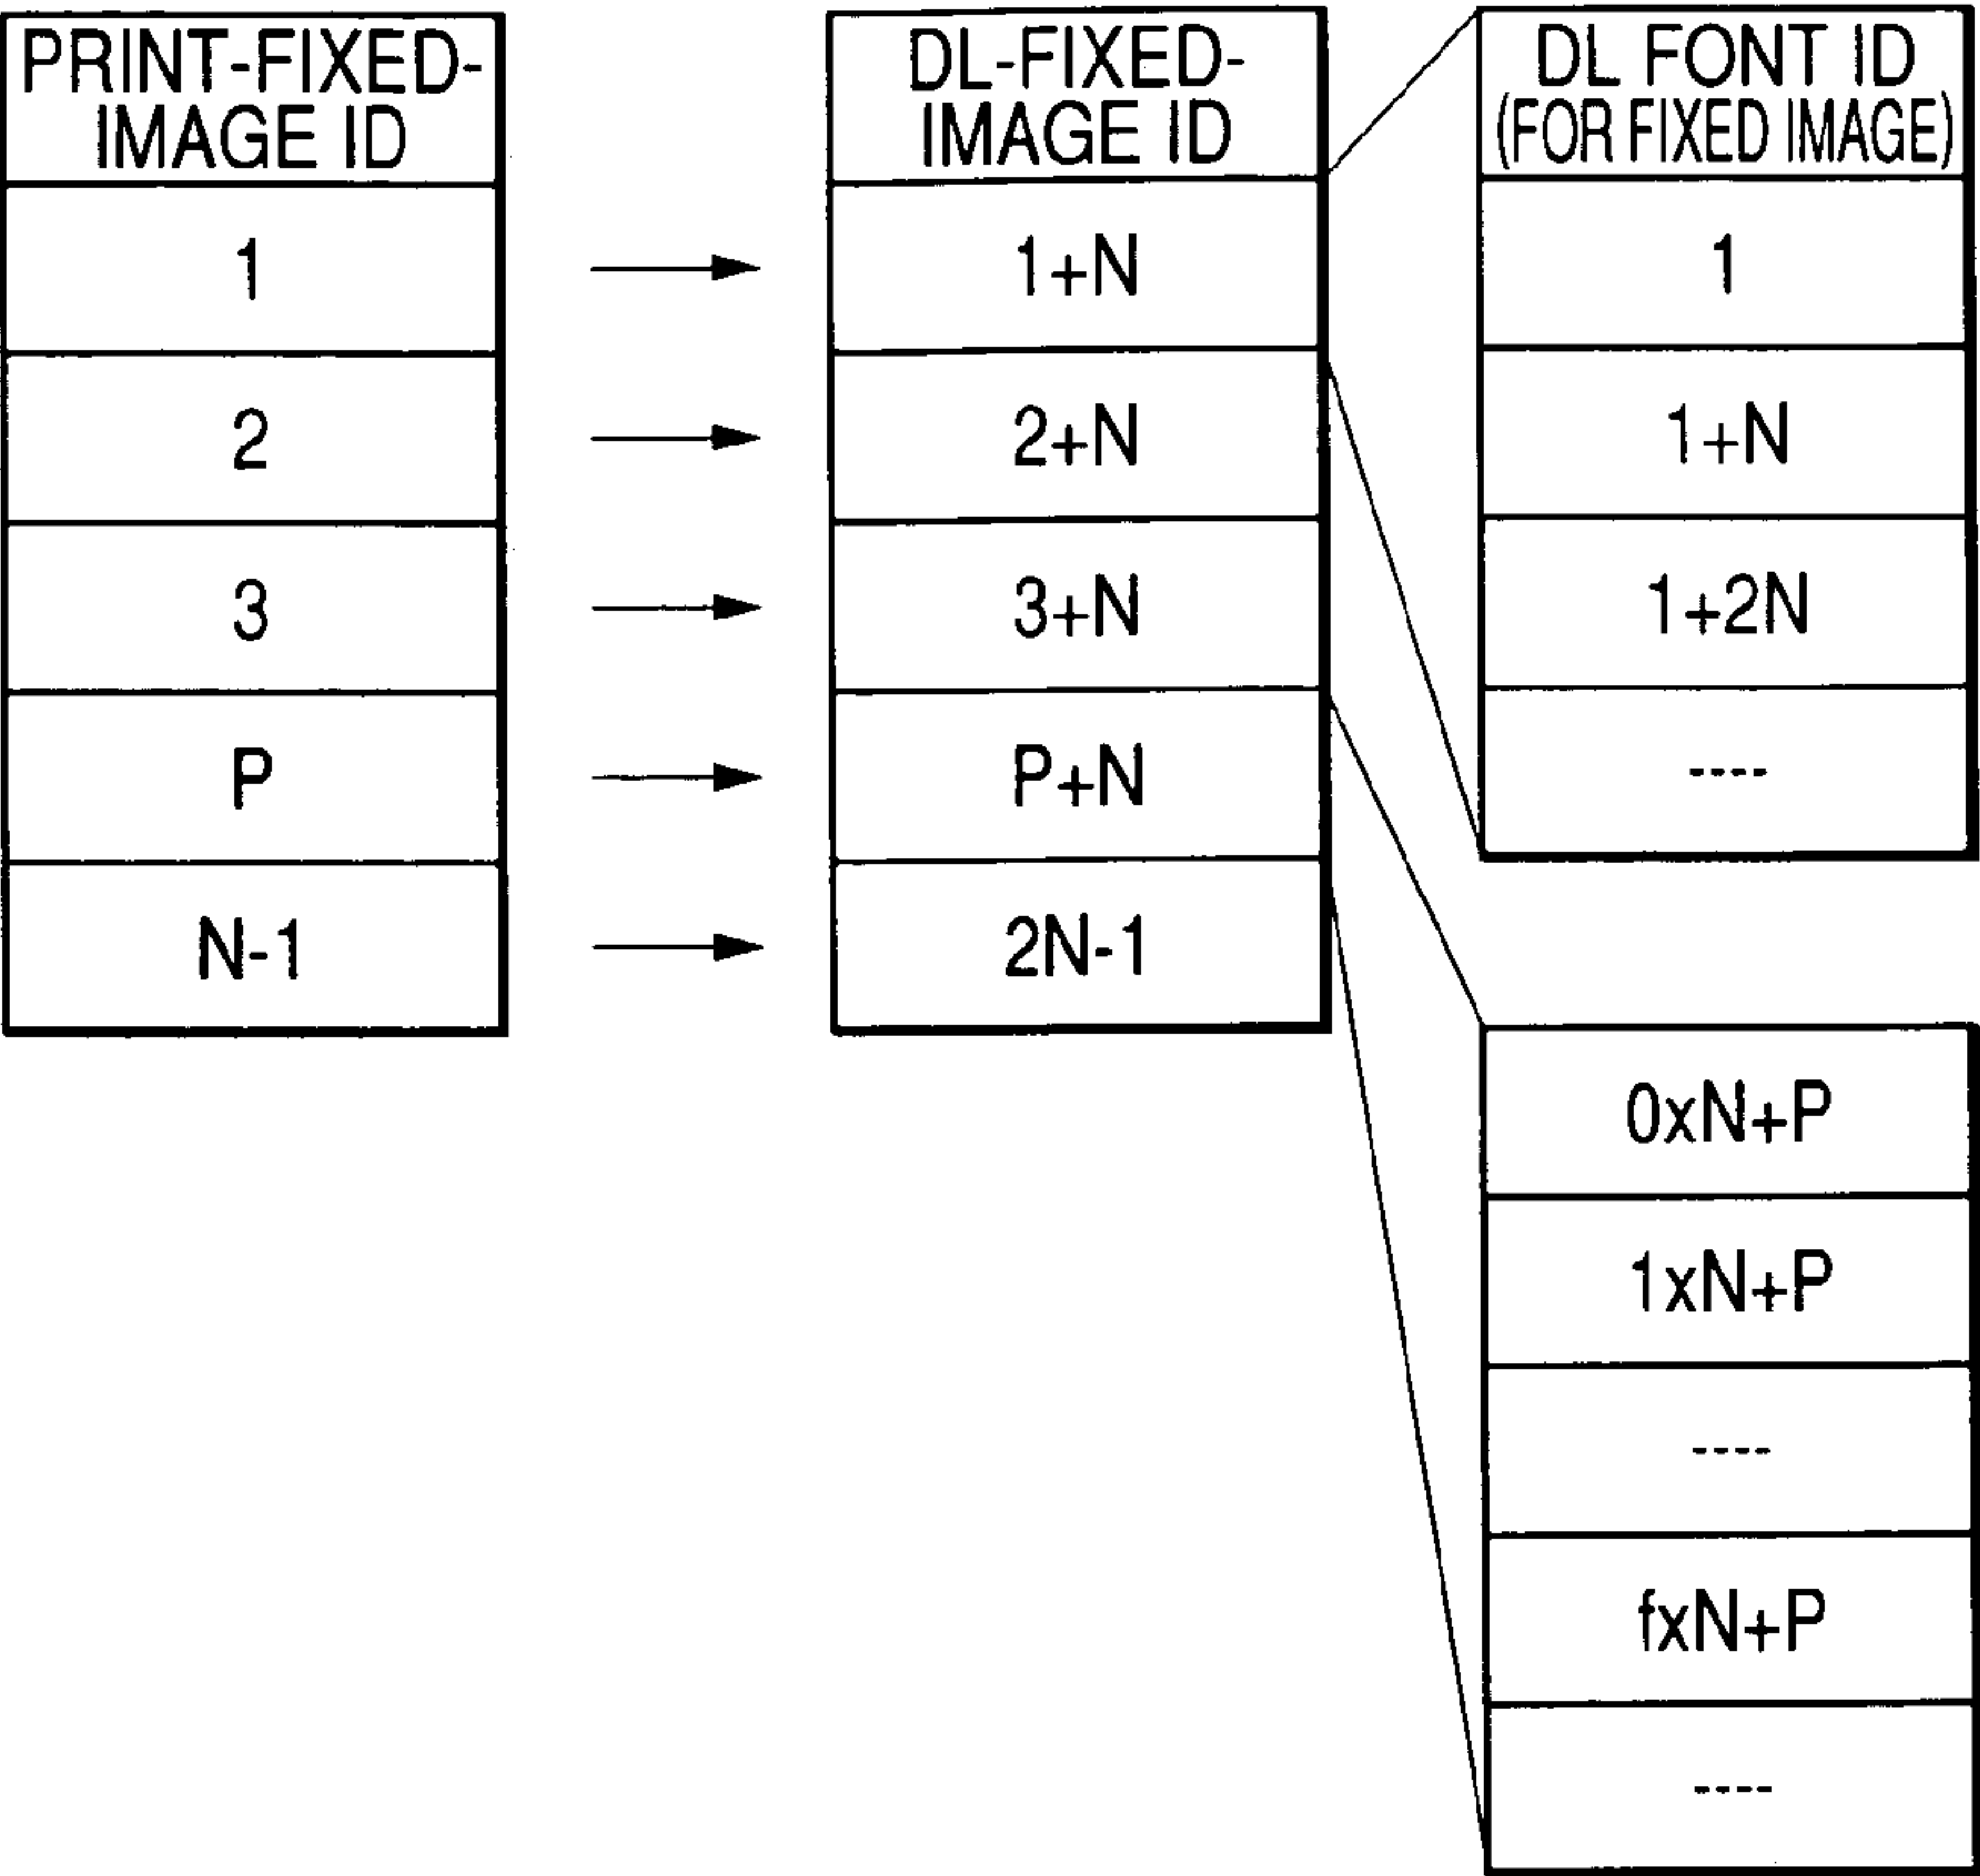 PRINT-FIXED-
IMAGE ID
1
2
3
P
N-1
DL-FIXED-
IMAGE ID
1+N
2+N
3+N
P+N
2N-1
DL FONT ID
(FOR FIXED IMAGE)
1
1+N
1+2N
----
0xN+P
1xN+P
----
fxN+P
----